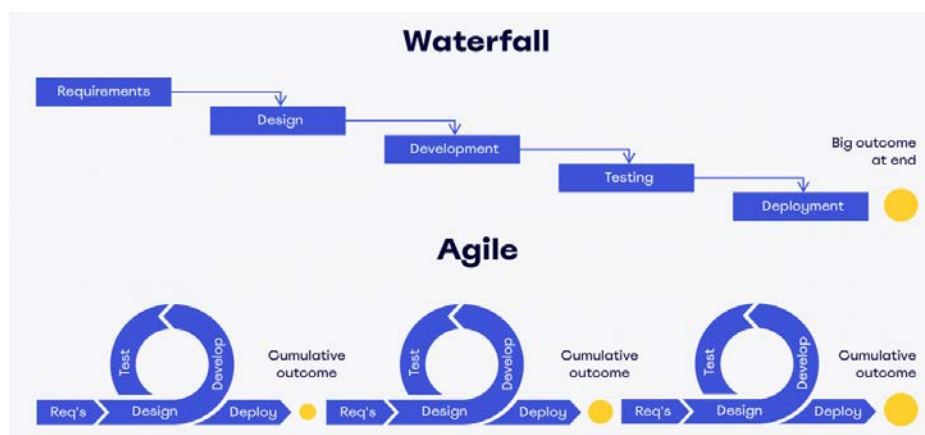 Waterfall
Requirements
Design
Development
Testing
Deployment
Big outcome
at end
Agile
Req's
Design
Develop
Test
Deploy
Cumulative
outcome
Req's
Design
Develop
Test
Deploy
Cumulative
outcome
Req's
Design
Develop
Test
Deploy
Cumulative
outcome